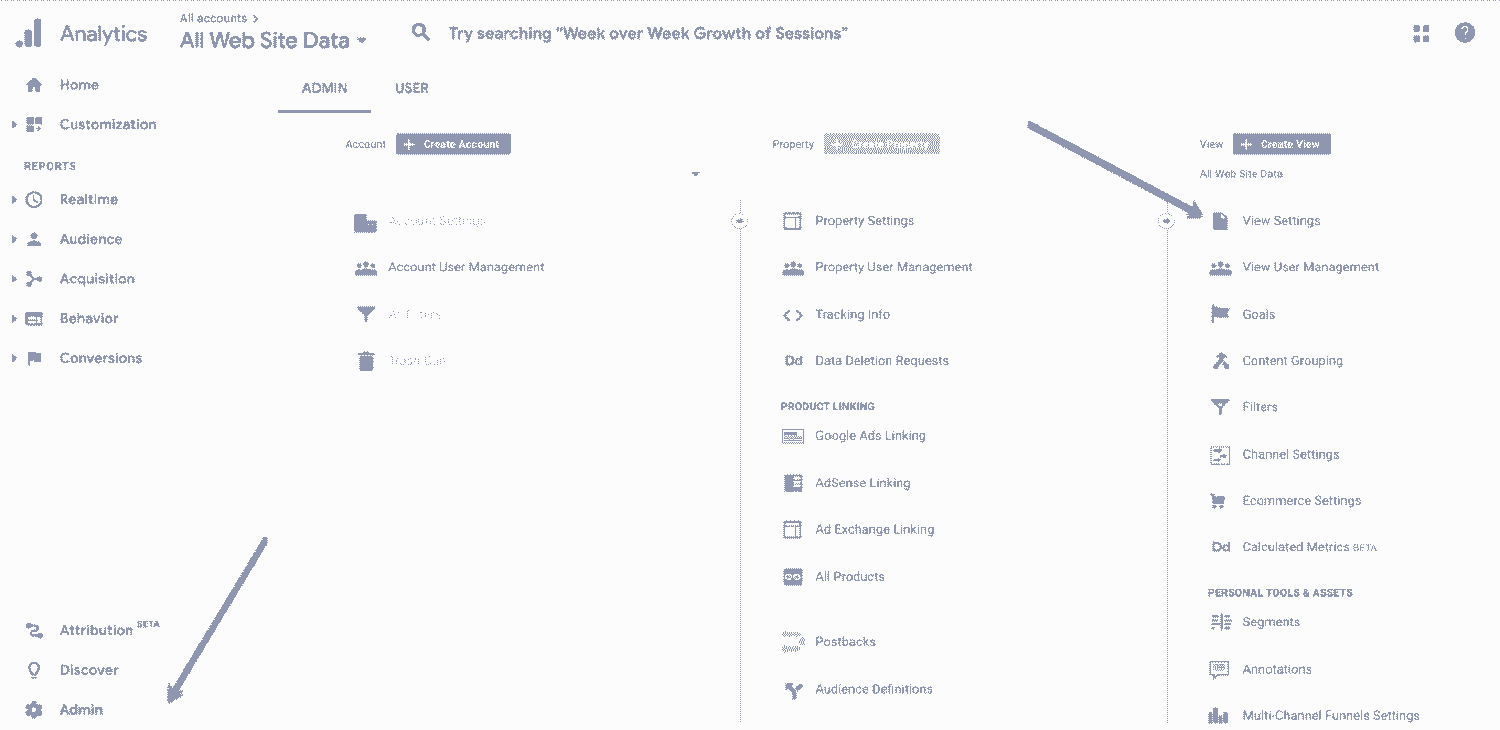 All accounts >
Analytics
All Web Site Data
Try searching "Week over Week Growth of Sessions"
Home
Customization
REPORTS
Realtime
Audience
Acquisition
Behavior
Conversions
Attribution BETA
Discover
Admin
ADMIN
USER
Account
+ Create Account
Account Settings
Account User Management
All Filters
Trash Can
Property
+ Create Property
Property Settings
Property User Management
Tracking Info
Dd Data Deletion Requests
PRODUCT LINKING
Google Ads Linking
AdSense Linking
Ad Exchange Linking
All Products
Postbacks
Audience Definitions
View
+ Create View
All Web Site Data
View Settings
View User Management
Goals
Content Grouping
Filters
Channel Settings
Ecommerce Settings
Dd Calculated Metrics BETA
PERSONAL TOOLS & ASSETS
Segments
Annotations
Multi-Channel Funnels Settings